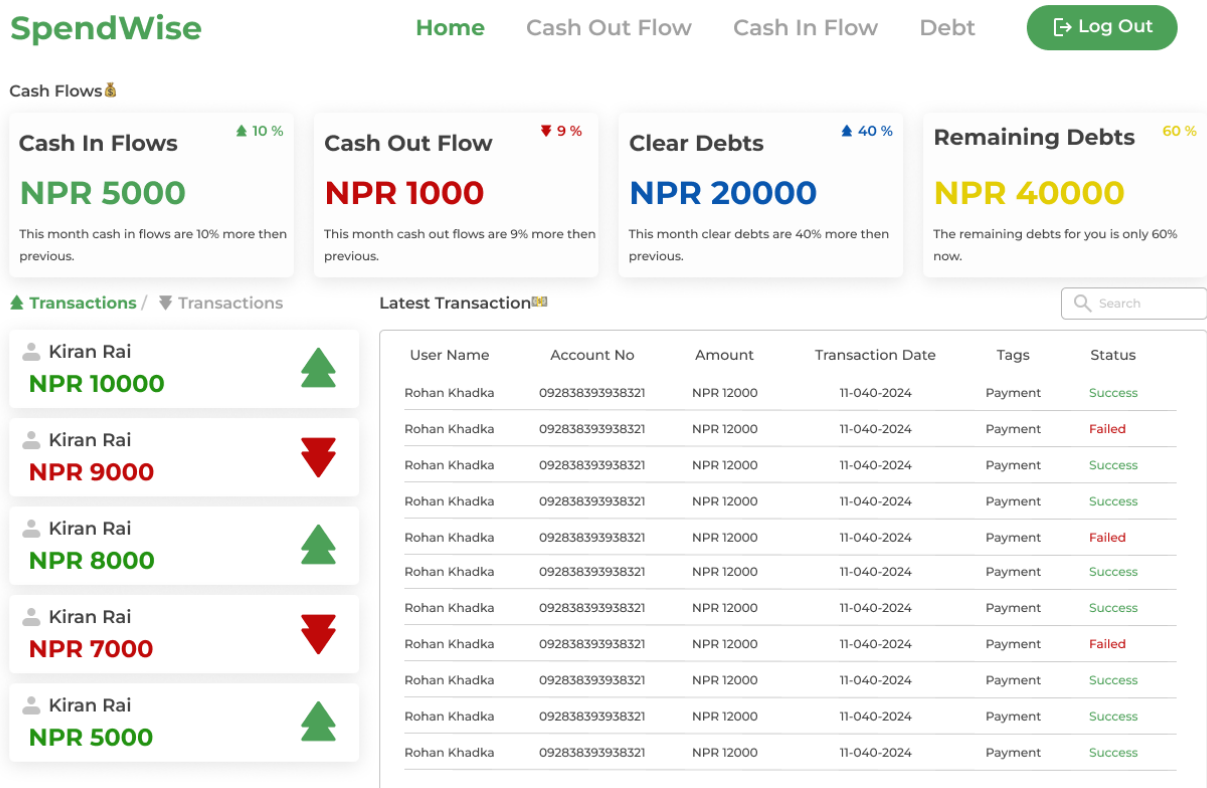 SpendWise
Home Cash Out Flow Cash In Flow Debt Log Out
Cash Flows
Cash In Flows 10 %
NPR 5000
This month cash in flows are 10% more then
previous.
Cash Out Flow 9 %
NPR 1000
This month cash out flows are 9% more then
previous.
Clear Debts 40 %
NPR 20000
This month clear debts are 40% more then
previous.
Remaining Debts 60 %
NPR 40000
The remaining debts for you is only 60%
now.
Transactions / Transactions
Kiran Rai
NPR 10000
Kiran Rai
NPR 9000
Kiran Rai
NPR 8000
Kiran Rai
NPR 7000
Kiran Rai
NPR 5000
Latest Transaction
Search
User Name Account No Amount Transaction Date Tags Status
Rohan Khadka 092838393938321 NPR 12000 11-040-2024 Payment Success
Rohan Khadka 092838393938321 NPR 12000 11-040-2024 Payment Failed
Rohan Khadka 092838393938321 NPR 12000 11-040-2024 Payment Success
Rohan Khadka 092838393938321 NPR 12000 11-040-2024 Payment Success
Rohan Khadka 092838393938321 NPR 12000 11-040-2024 Payment Failed
Rohan Khadka 092838393938321 NPR 12000 11-040-2024 Payment Success
Rohan Khadka 092838393938321 NPR 12000 11-040-2024 Payment Success
Rohan Khadka 092838393938321 NPR 12000 11-040-2024 Payment Failed
Rohan Khadka 092838393938321 NPR 12000 11-040-2024 Payment Success
Rohan Khadka 092838393938321 NPR 12000 11-040-2024 Payment Success
Rohan Khadka 092838393938321 NPR 12000 11-040-2024 Payment Success